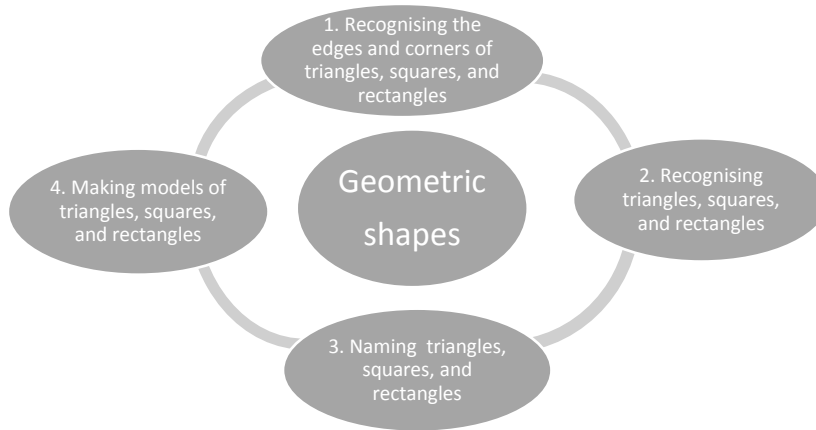 1. Recognising the
edges and corners of
triangles, squares, and
rectangles
Geometric
shapes
2. Recognising
triangles, squares,
and rectangles
3. Naming triangles,
squares, and
rectangles
4. Making models of
triangles, squares,
and rectangles